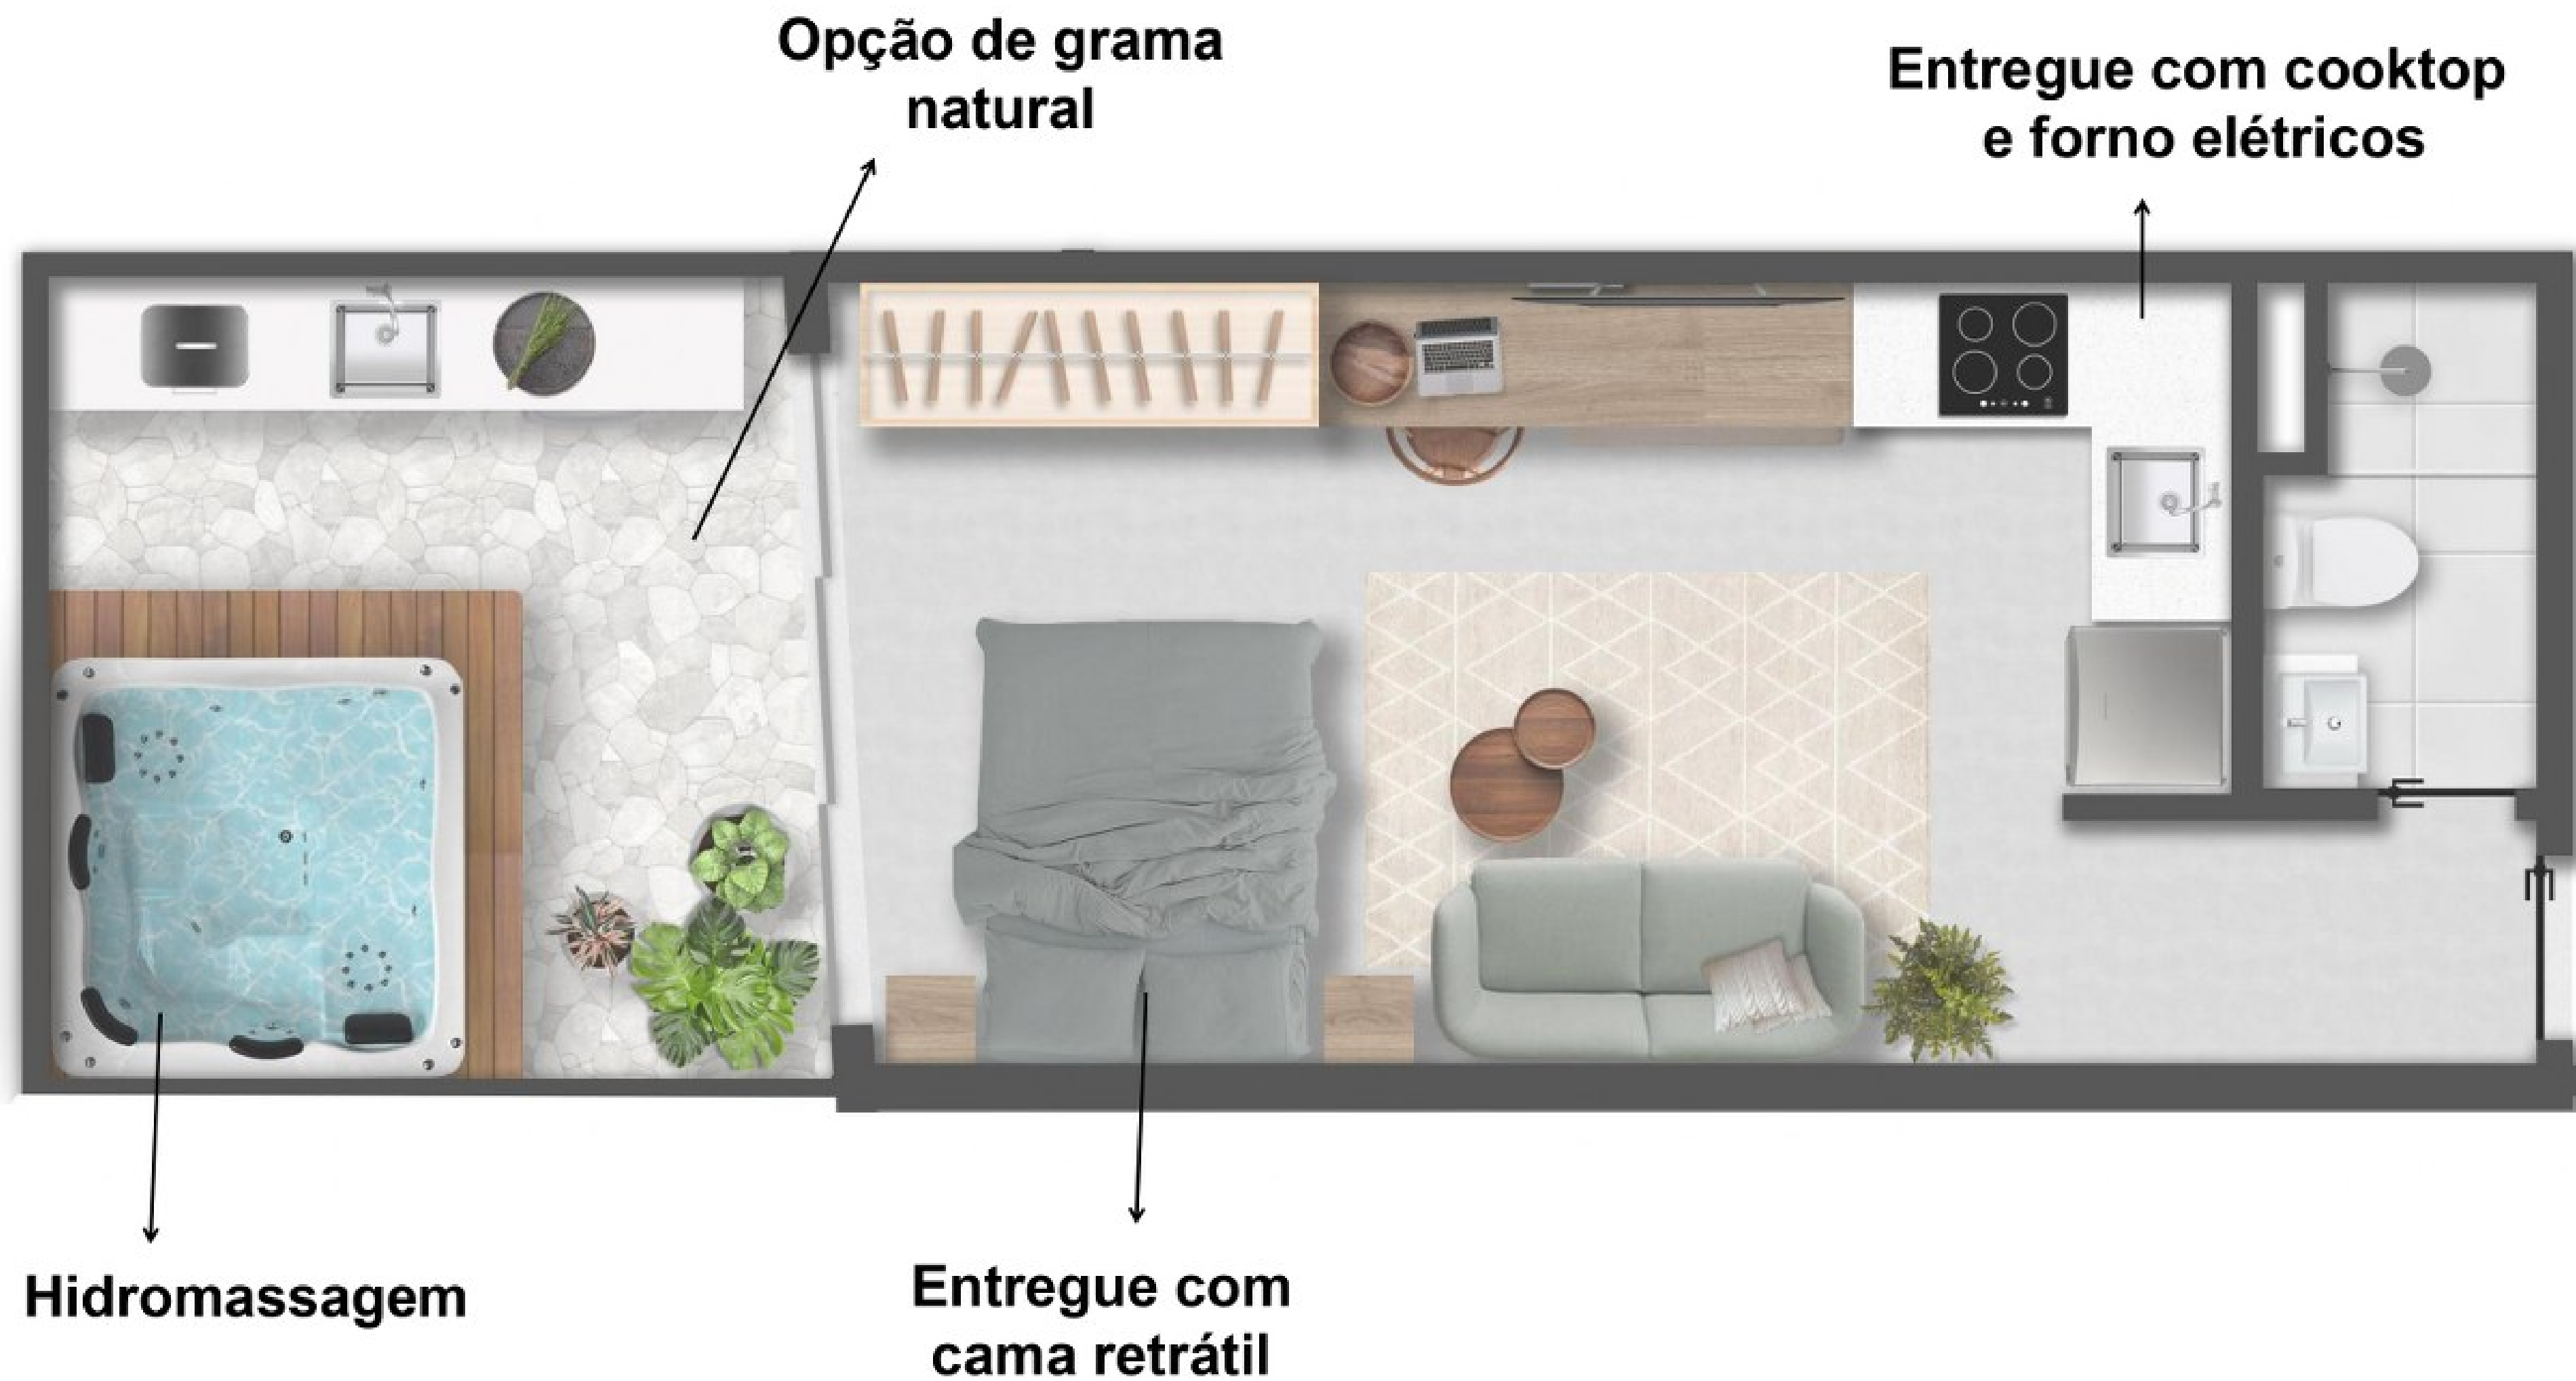 Opção de grama
natural
Entregue com cooktop
e forno elétricos
Hidromassagem
Entregue com
cama retrátil